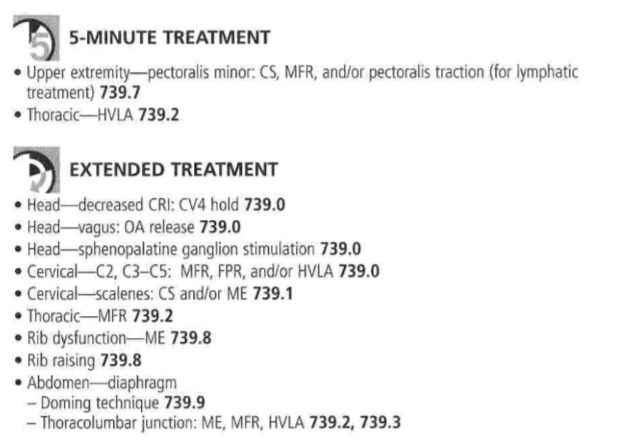 5
5-MINUTE TREATMENT
• Upper extremity—pectoralis minor: CS, MFR, and/or pectoralis traction (for lymphatic
treatment) 739.7
• Thoracic—HVLA 739.2
EXTENDED TREATMENT
• Head—decreased CRI: CV4 hold 739.0
• Head—vagus: OA release 739.0
• Head—sphenopalatine ganglion stimulation 739.0
• Cervical—C2, C3–C5: MFR, FPR, and/or HVLA 739.0
• Cervical—scalenes: CS and/or ME 739.1
• Thoracic—MFR 739.2
• Rib dysfunction—ME 739.8
• Rib raising 739.8
• Abdomen—diaphragm
– Doming technique 739.9
– Thoracolumbar junction: ME, MFR, HVLA 739.2, 739.3